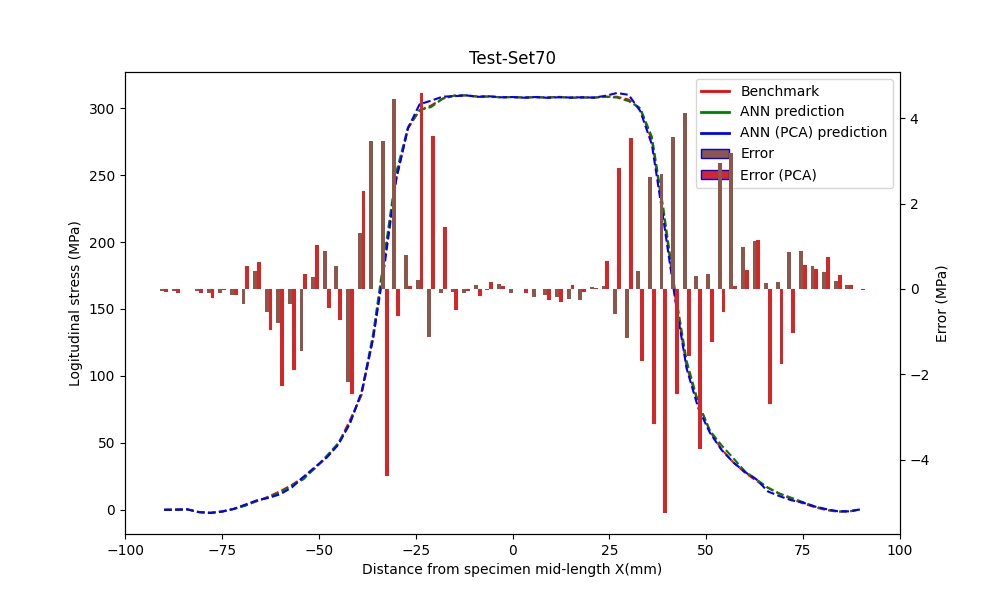 Test-Set70
Benchmark
ANN prediction
ANN (PCA) prediction
Error
Error (PCA)
Logitudinal stress (MPa)
300
250
200
150
100
50
0
Error (MPa)
4
2
0
−2
−4
−100 −75 −50 −25 0 25 50 75 100
Distance from specimen mid-length X(mm)